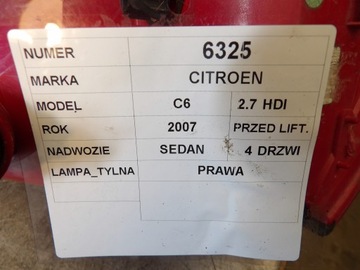 NUMER 6325
MARKA CITROEN
MODEL C6 2.7 HDI
ROK 2007 PRZED LIFT.
NADWOZIE SEDAN 4 DRZWI
LAMPA_TYLNA PRAWA